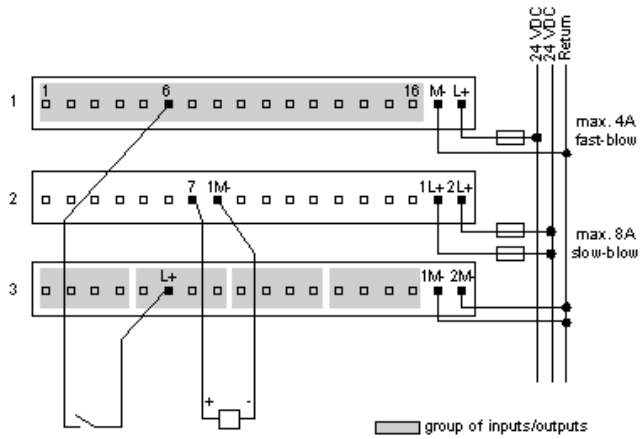 24 VDC
24 VDC
Return
1
1
6
16
M-
L+
max. 4A
fast-blow
2
7
1M-
1L+
2L+
max. 8A
slow-blow
3
L+
1M-
2M-
+
-
group of inputs/outputs